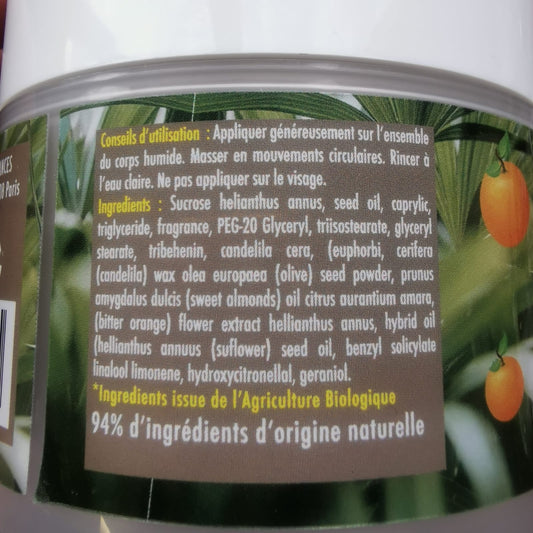 NCES
Paris
Conseils d'utilisation : Appliquer généreusement sur l'ensemble
du corps humide. Masser en mouvements circulaires. Rincer à
l'eau claire. Ne pas appliquer sur le visage.
Ingredients : Sucrose helianthus annus, seed oil, caprylic,
triglyceride, fragrance, PEG-20 Glyceryl, triisostearate, glyceryl
stearate, tribehenin, candelila cera, (euphorbi, cerifera
(candelila) wax olea europaea (olive) seed powder, prunus
amygdalus dulcis (sweet almonds) oil citrus aurantium amara,
(bitter orange) flower extract hellianthus annus, hybrid oil
(hellianthus annuus (suflower) seed oil, benzyl solicylate
linalool limonene, hydroxycitronellal, geraniol.
*Ingredients issue de l'Agriculture Biologique
94% d'ingrédients d'origine naturelle